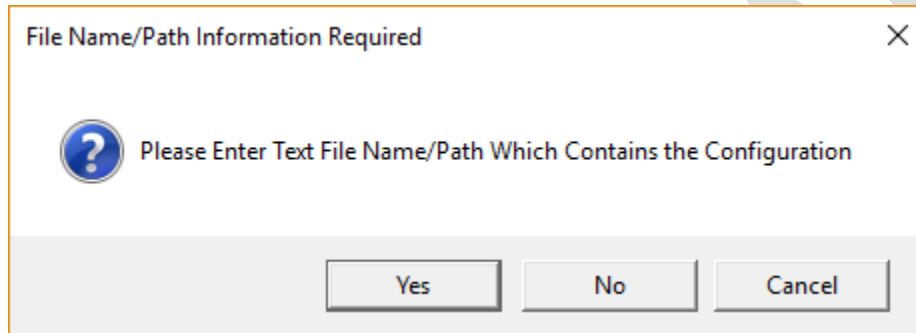 File Name/Path Information Required
Please Enter Text File Name/Path Which Contains the Configuration
Yes No Cancel